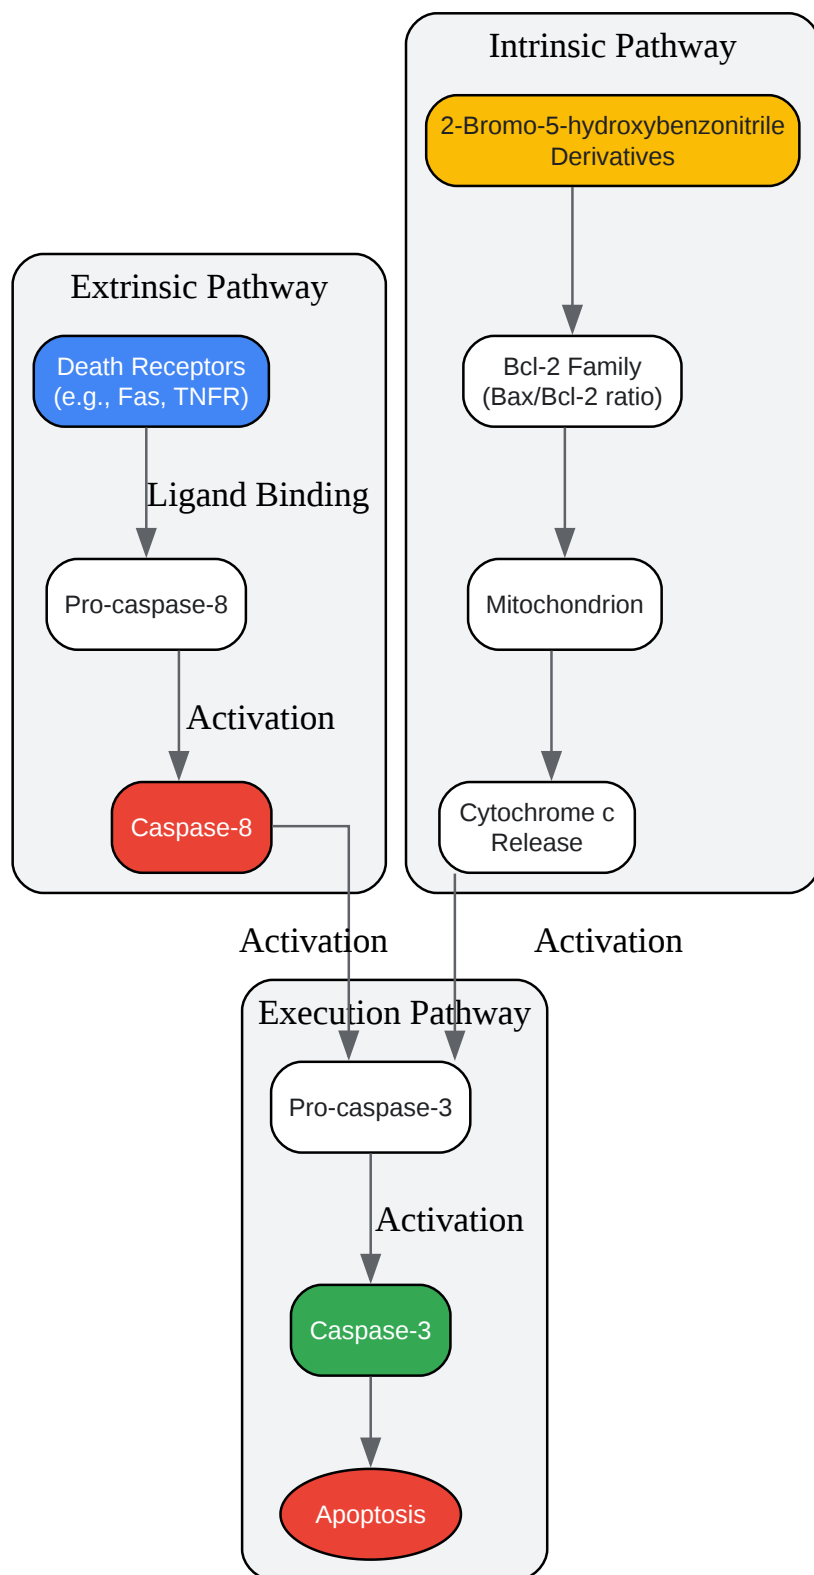 Intrinsic Pathway
2-Bromo-5-hydroxybenzonitrile
Derivatives
Extrinsic Pathway
Death Receptors
(e.g., Fas, TNFR)
Bcl-2 Family
(Bax/Bcl-2 ratio)
Ligand Binding
Pro-caspase-8
Mitochondrion
Activation
Caspase-8
Cytochrome c
Release
Activation
Activation
Execution Pathway
Pro-caspase-3
Activation
Caspase-3
Apoptosis